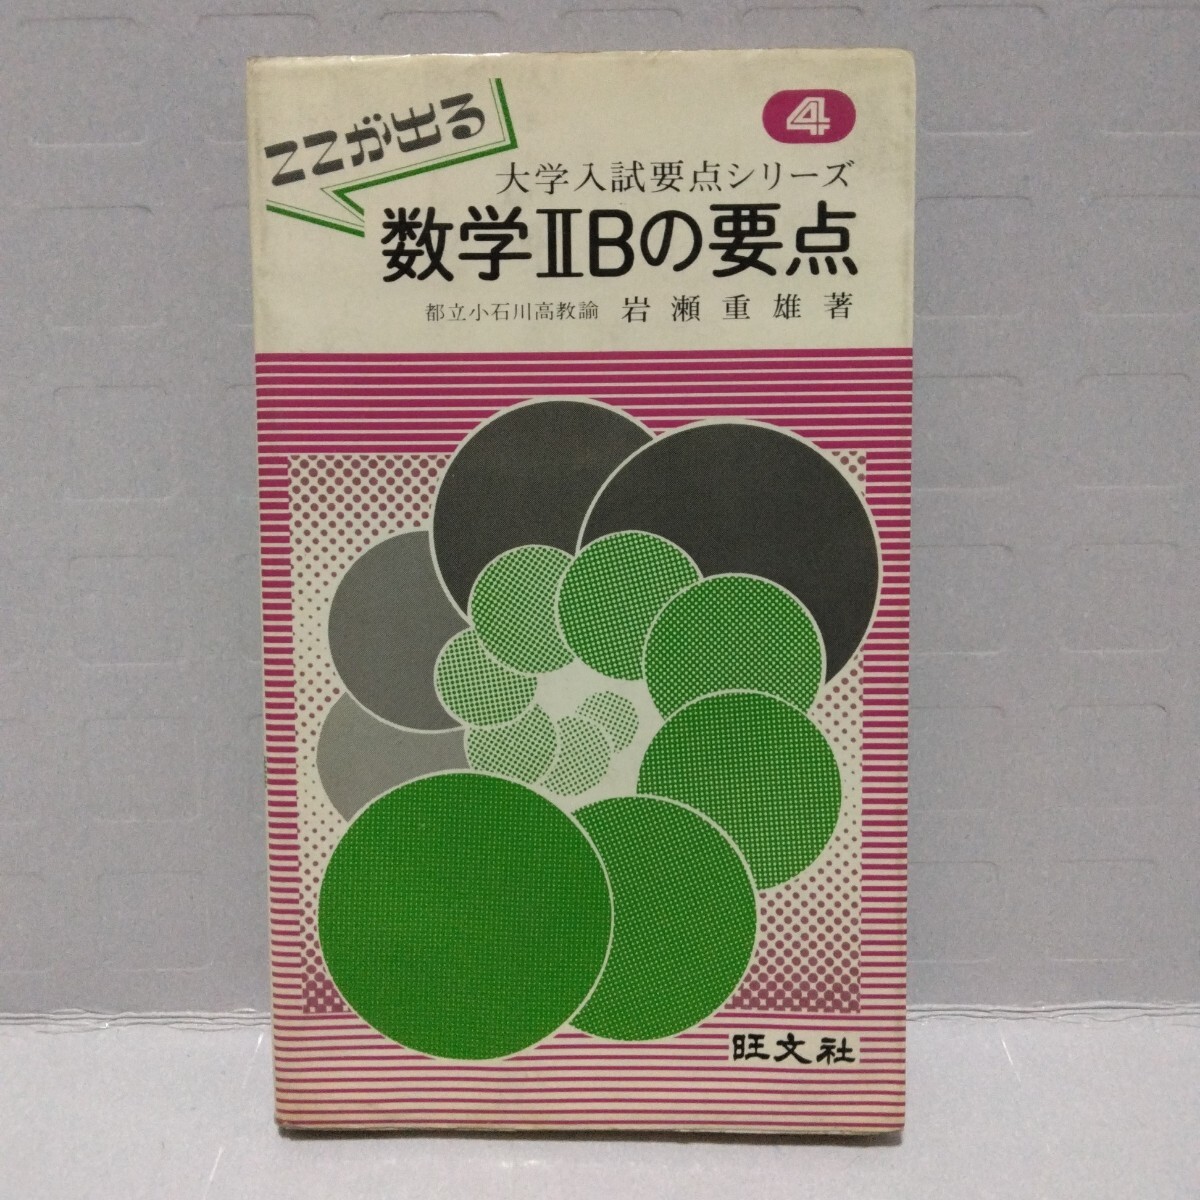 ここが出る
4
大学入試要点シリーズ
数学ⅡBの要点
都立小石川高教諭 岩瀬重雄著
旺文社